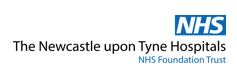 NHS
The Newcastle upon Tyne Hospitals
NHS Foundation Trust